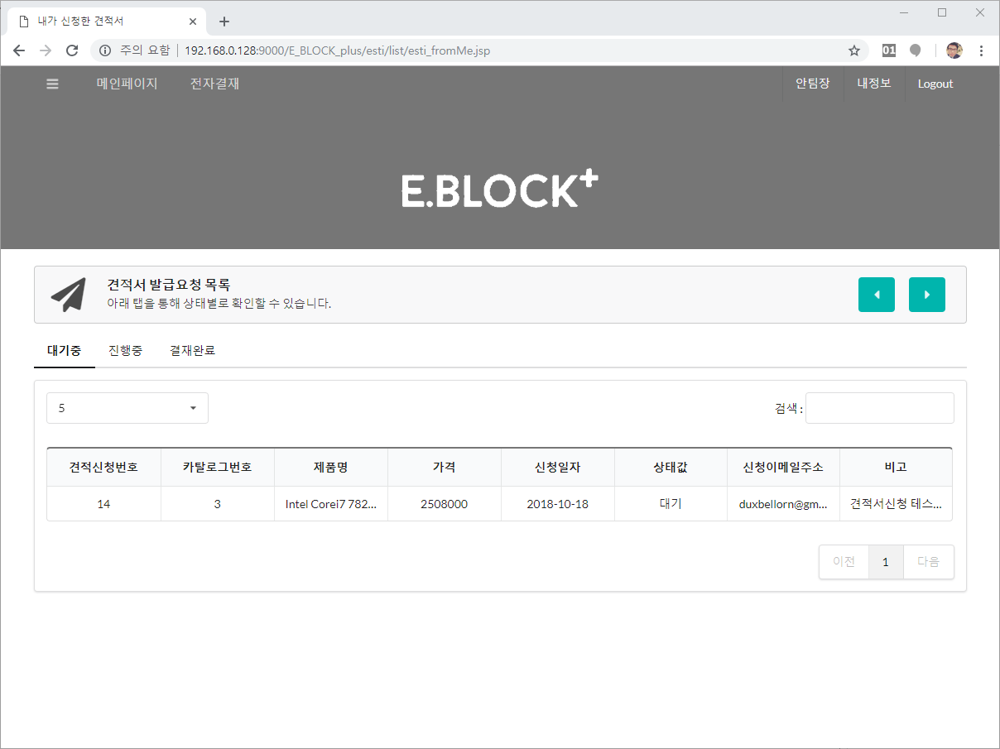 내가 신청한 견적서
주의 요함 192.168.0.128:9000/E_BLOCK_plus/esti/list/esti_fromMe.jsp 01
메인페이지 전자결재 안팀장 내정보 Logout
E.BLOCK+
견적서 발급요청 목록
아래 탭을 통해 상태별로 확인할 수 있습니다.
대기중 진행중 결재완료
5 검색 :
견적신청번호 카탈로그번호 제품명 가격 신청일자 상태값 신청이메일주소 비고
14 3 Intel Corei7 782... 2508000 2018-10-18 대기 duxbellorn@gm... 견적서신청 테스...
이전 1 다음